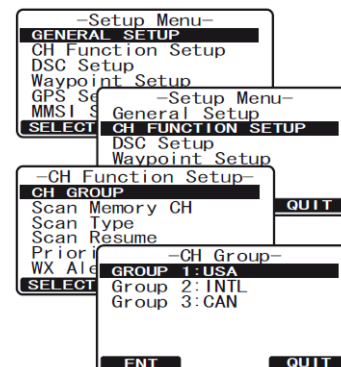 -Setup Menu-
GENERAL SETUP
CH Function Setup
DSC Setup
Waypoint Setup
GPS Se
MMSI S
SELECT
-Setup Menu-
General Setup
CH FUNCTION SETUP
DSC Setup
Waypoint Setup
QUIT
-CH Function Setup-
CH GROUP
Scan Memory CH
Scan Type
Scan Resume
Priori
WX Ale
SELECT
-CH Group-
GROUP 1:USA
Group 2:INTL
Group 3:CAN
ENT QUIT